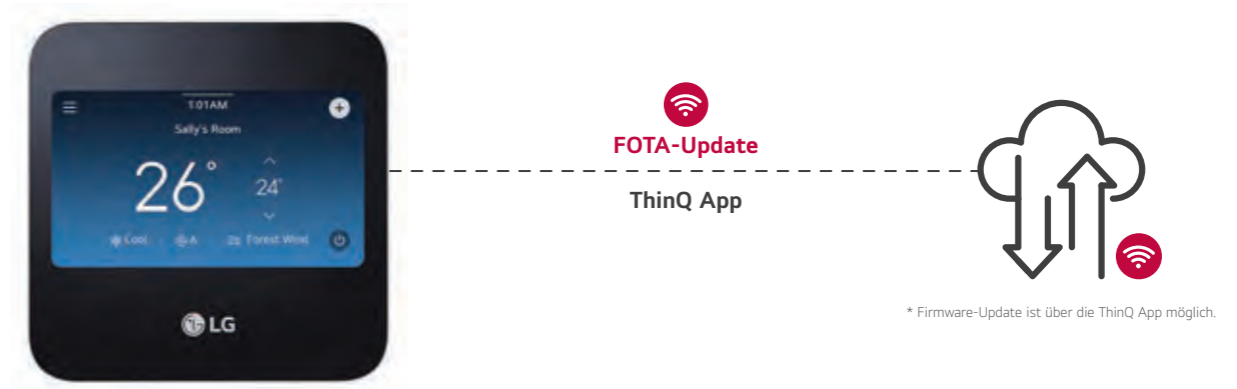 1:01AM
Sally's Room
26°
24°
Cool A Forest Wind
LG
FOTA-Update
ThinQ App
* Firmware-Update ist über die ThinQ App möglich.